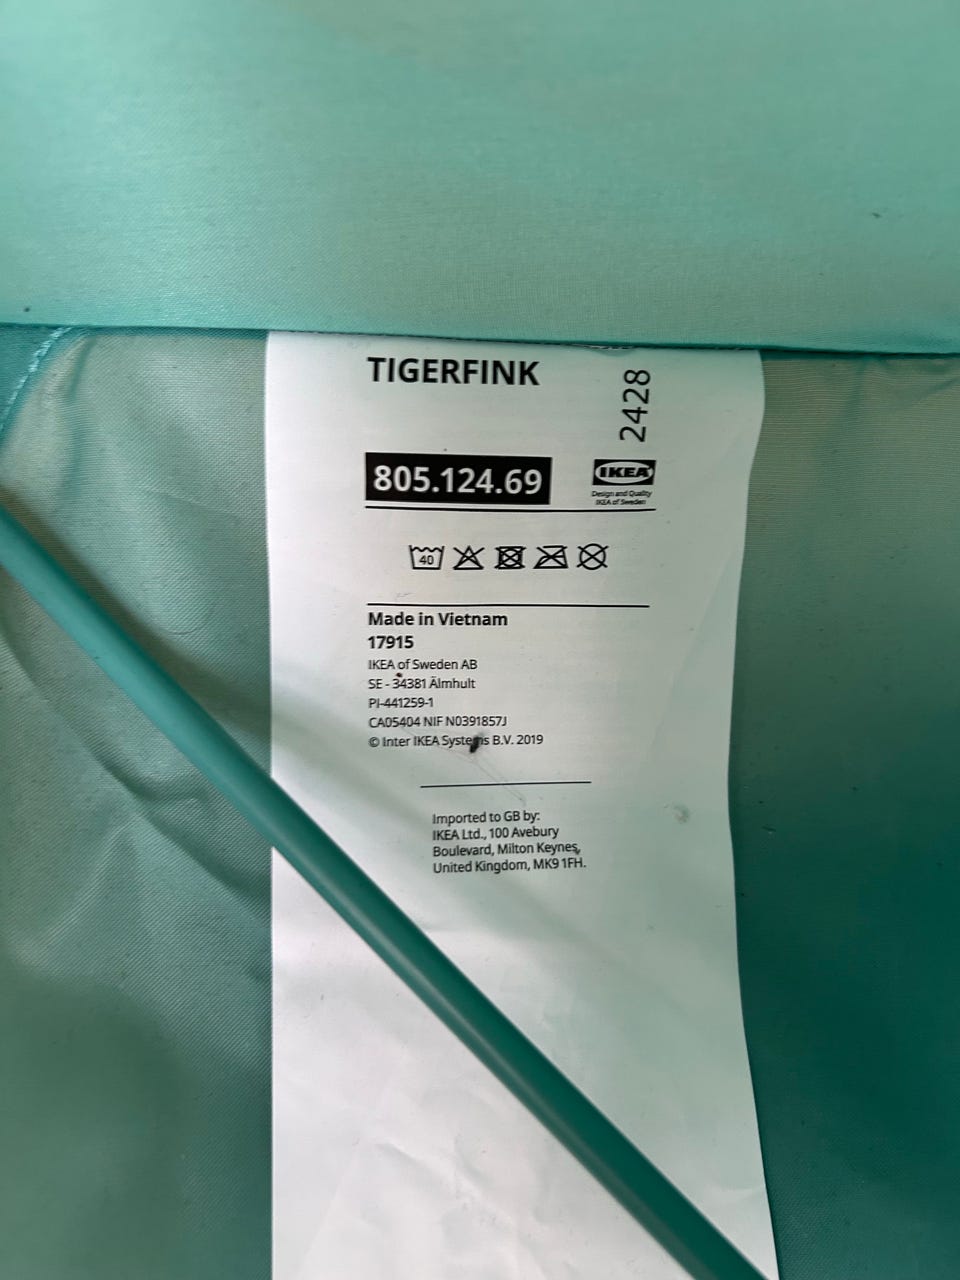 TIGERFINK
2428
805.124.69
IKEA
Design and Quality
IKEA of Sweden
40
Made in Vietnam
17915
IKEA of Sweden AB
SE - 34381 Älmhult
PI-441259-1
CA05404 NIF N0391857J
© Inter IKEA Systems B.V. 2019
Imported to GB by:
IKEA Ltd., 100 Avebury
Boulevard, Milton Keynes,
United Kingdom, MK9 1FH.